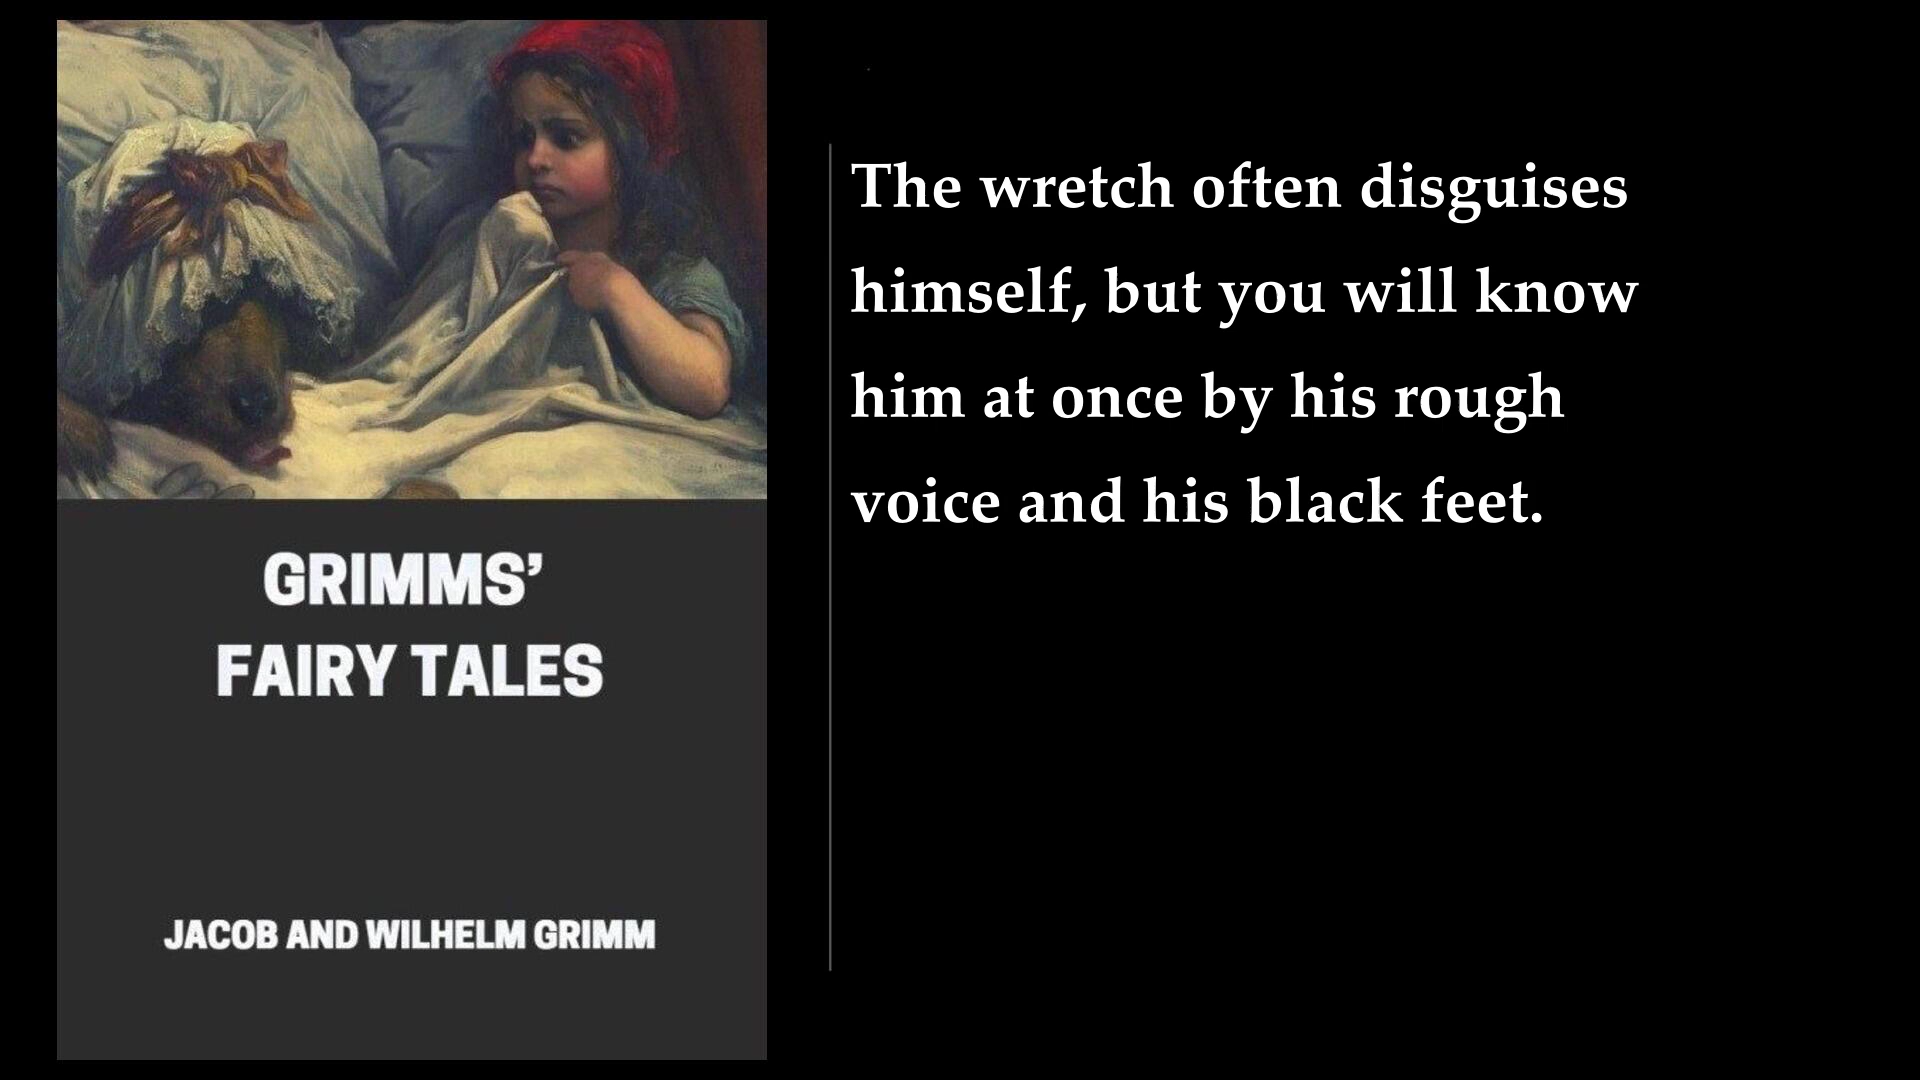 GRIMMS’
FAIRY TALES
JACOB AND WILHELM GRIMM
The wretch often disguises
himself, but you will know
him at once by his rough
voice and his black feet.